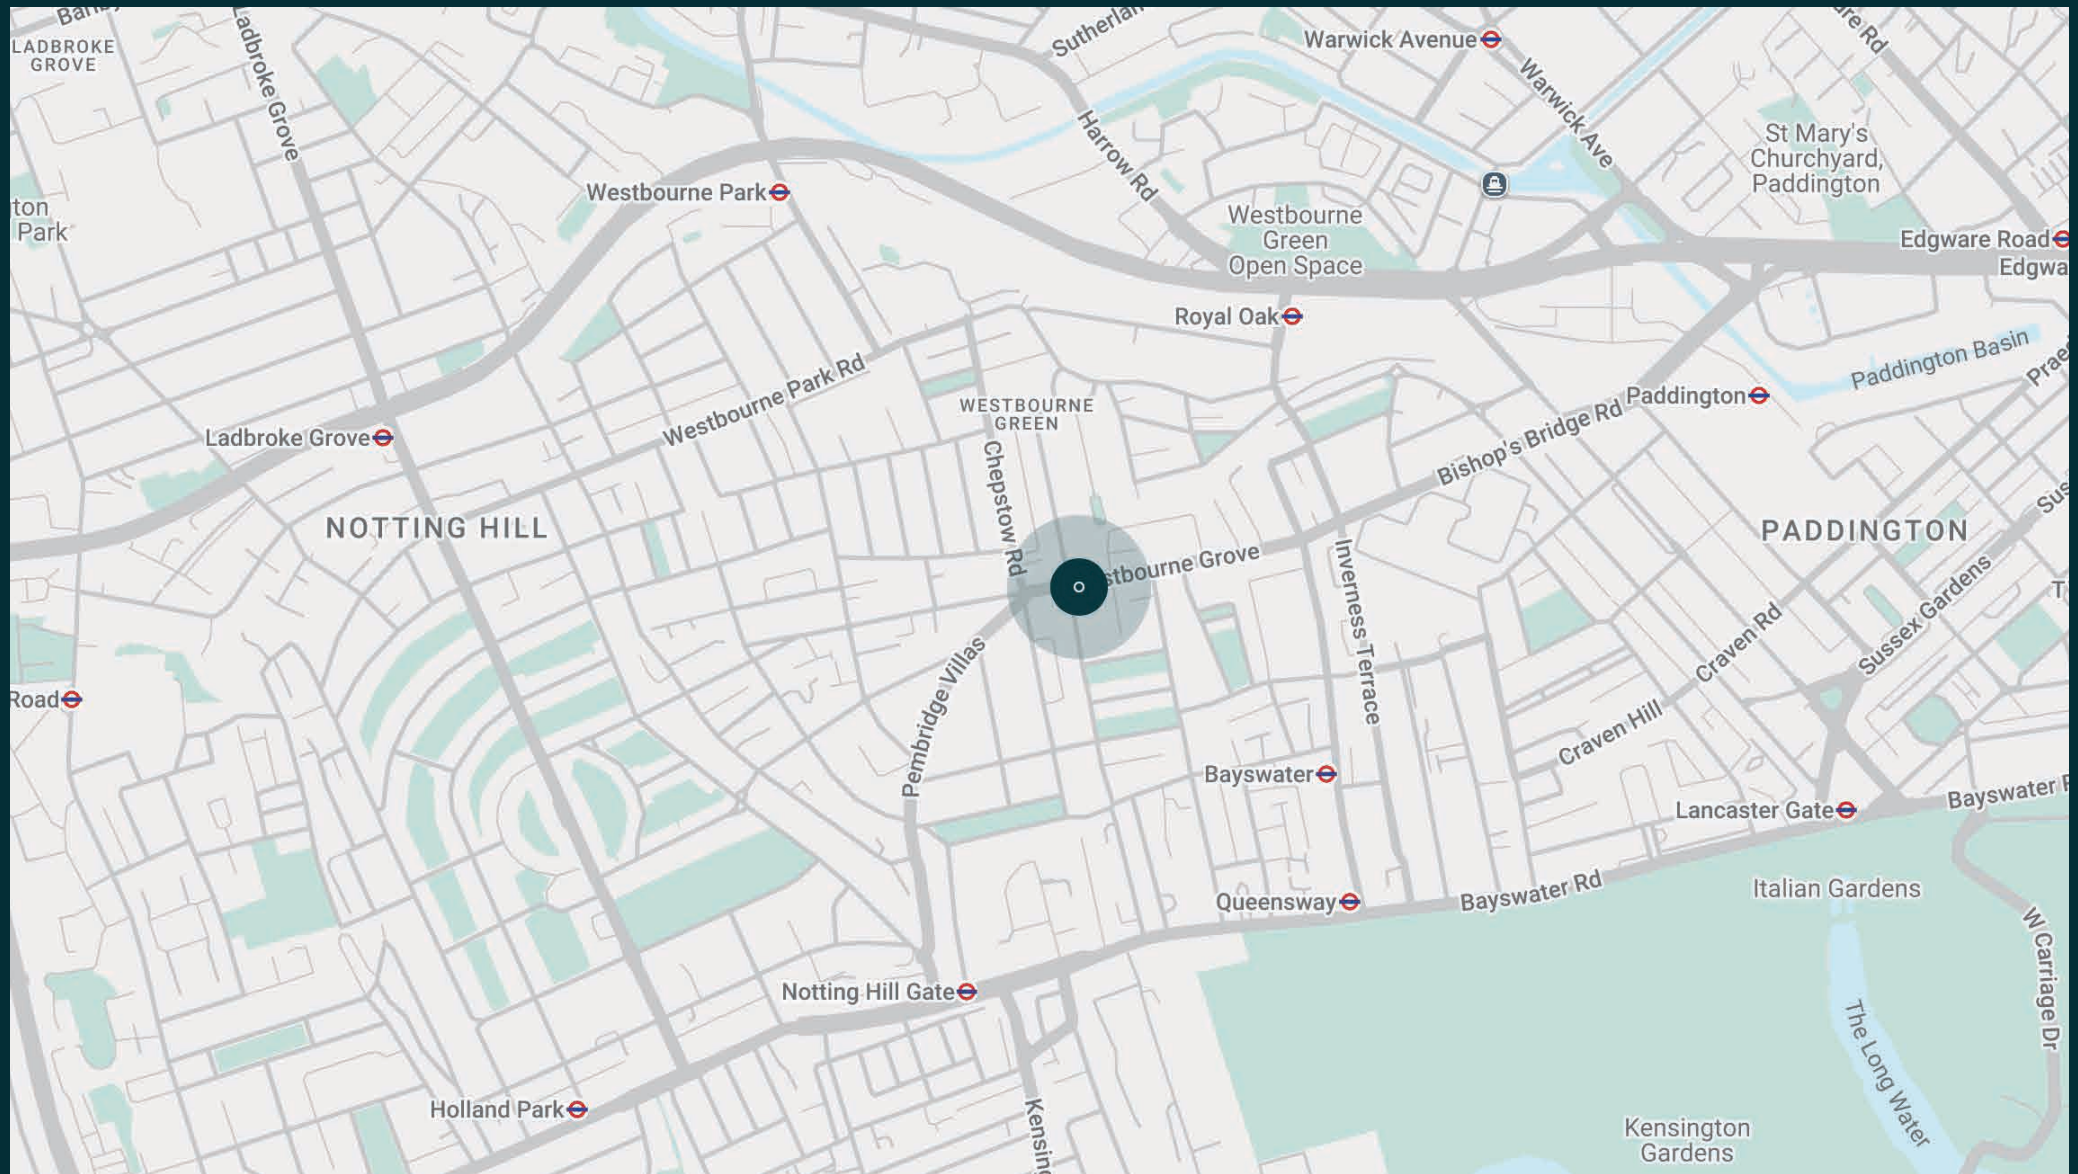 LADBROKE
GROVE
Ladbroke Grove
Sutherlan
Warwick Avenue
Warwick Ave
Harrow Rd
St Mary's
Churchyard,
Paddington
Westbourne Park
Westbourne
Green
Open Space
Park
Edgware Road
Edgwa
Royal Oak
Paddington Basin
Westbourne Park Rd
WESTBOURNE
GREEN
Paddington
Bishop's Bridge Rd
Ladbroke Grove
Chepstow Rd
NOTTING HILL
PADDINGTON
stbourne Grove
Inverness Terrace
Sussex Gardens
Craven Rd
Craven Hill
Road
Pembridge Villas
Bayswater
Lancaster Gate
Bayswater R
Queensway
Bayswater Rd
Italian Gardens
W Carriage Dr
Notting Hill Gate
The Long Water
Holland Park
Kensin
Kensington
Gardens